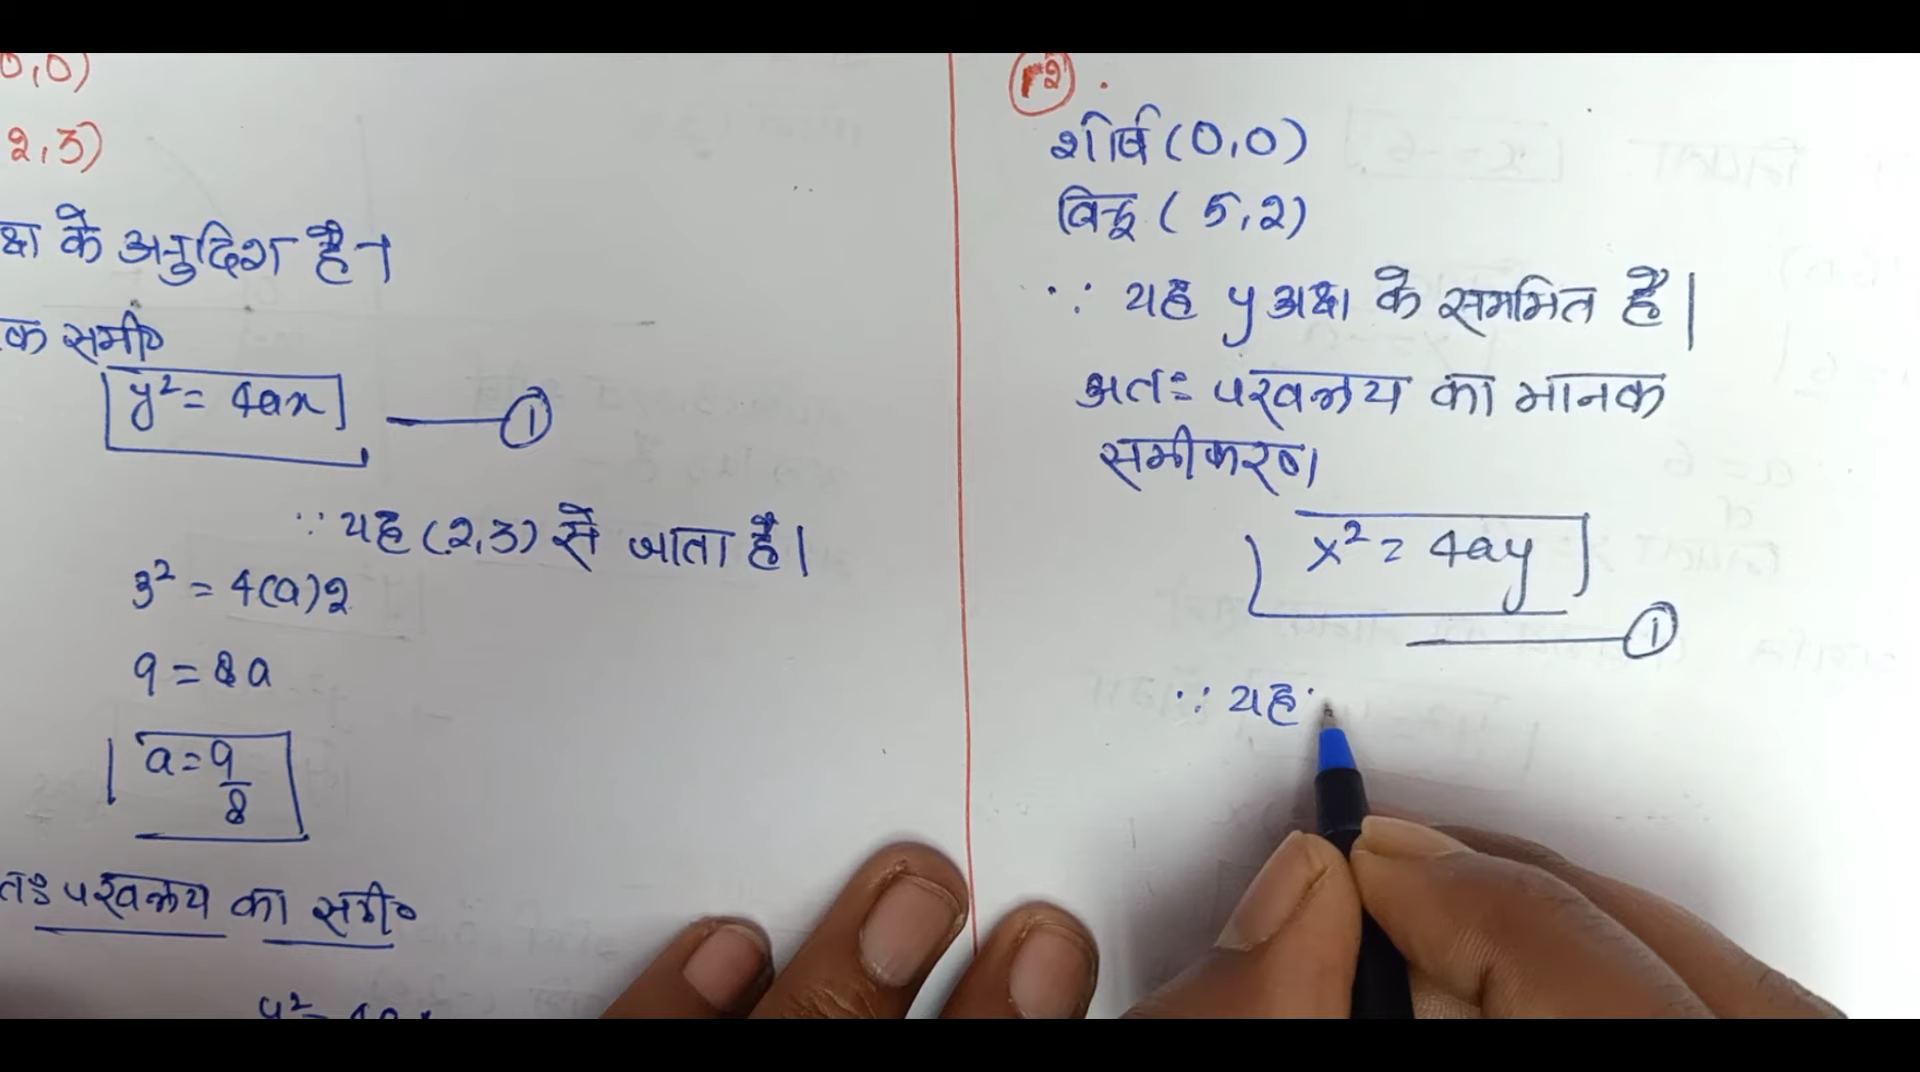 0,0)
2,3)
क्ष के अनुदिश है।
क समी०
y² = 4ax ——①
∵ यह (2,3) से जाता है।
3² = 4(a)2
9 = 8a
a = 9/8
तः परवलय का समी०
१२.
शीर्ष (0,0)
बिन्दू (5,2)
∵ यह y अक्ष के सममित है।
अतः परवलय का मानक
समीकरण
x² = 4ay
——①
∵ यह